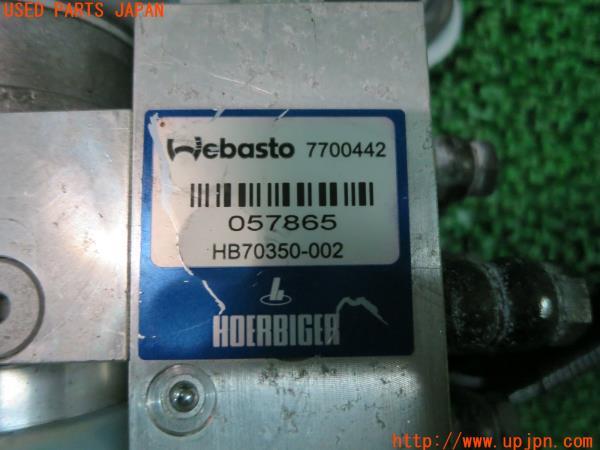 USED PARTS JAPAN
Webasto 7700442
057865
HB70350-002
HOERBIGER
http://www.upjpn.com/